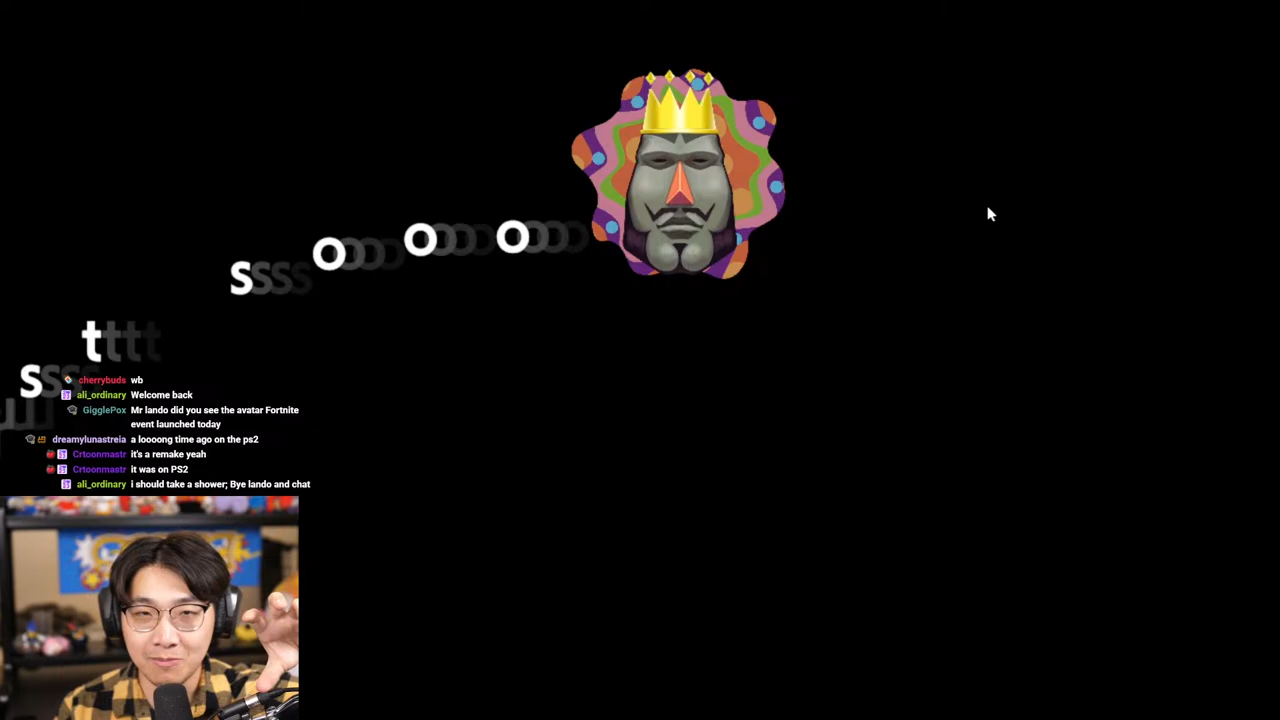 s o o o
t
s
cherrybuds wb
ali_ordinary Welcome back
GigglePox Mr lando did you see the avatar Fortnite
event launched today
dreamylunastreia a loooong time ago on the ps2
Crtoonmastr it's a remake yeah
Crtoonmastr it was on PS2
ali_ordinary i should take a shower; Bye lando and chat